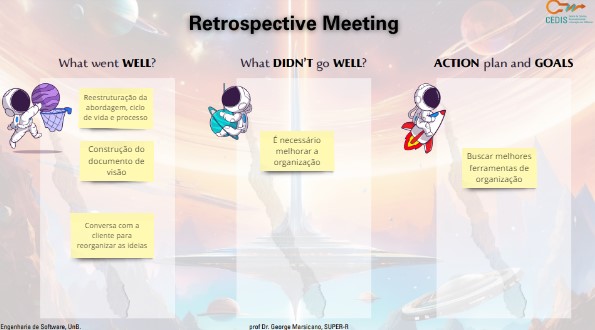 Retrospective Meeting
CEDIS
What went WELL?
What DIDN'T go WELL?
ACTION plan and GOALS
Reestruturação da
abordagem, ciclo
de vida e processo
Construção do
documento de
visão
Conversa com a
cliente para
reorganizar as ideias
É necessário
melhorar a
organização
Buscar melhores
ferramentas de
organização
Engenharia de Software, UnB.
prof Dr. George Marsicano, SUPER-R